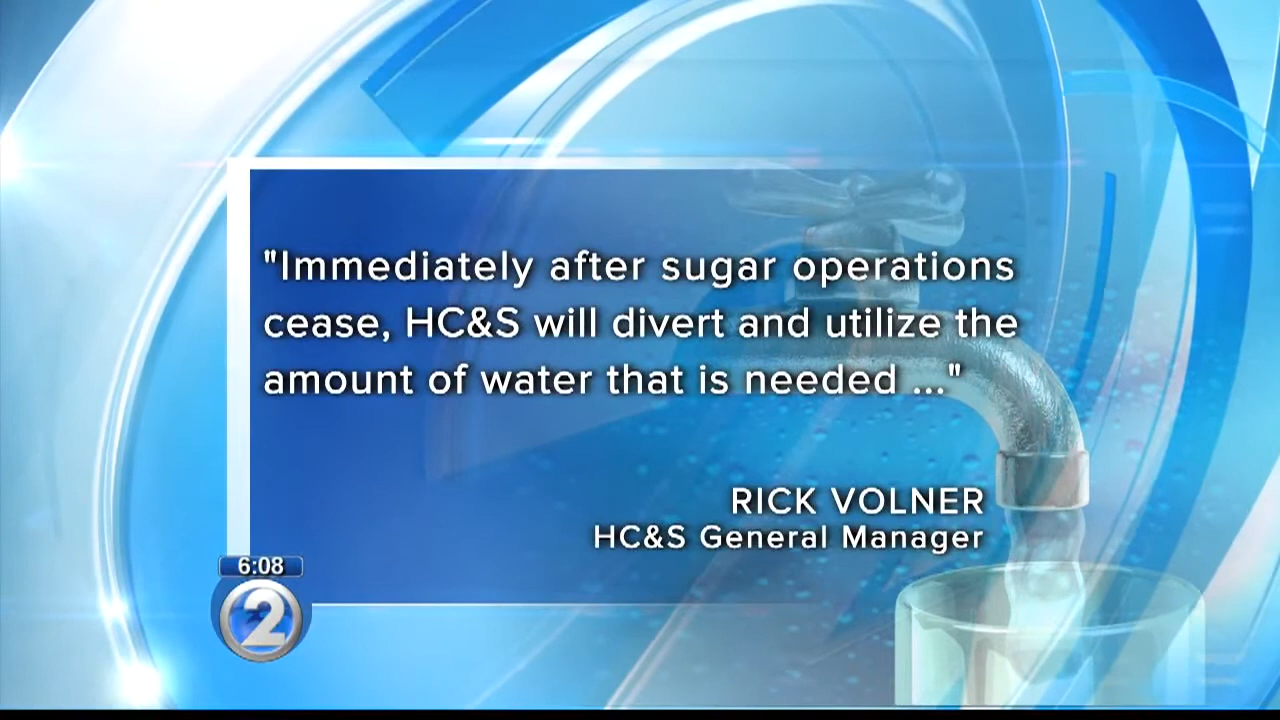 "Immediately after sugar operations
cease, HC&S will divert and utilize the
amount of water that is needed ..."
RICK VOLNER
HC&S General Manager
6:08
2